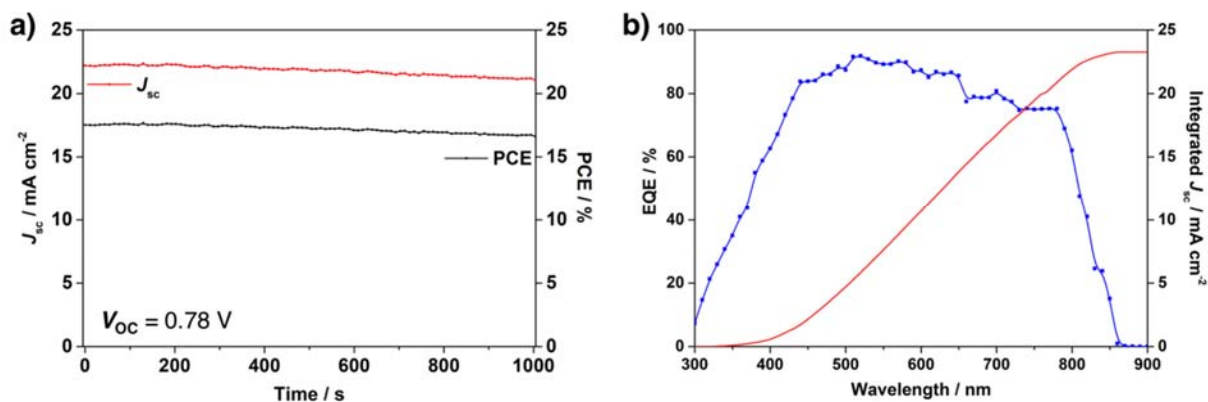 a)
25
20
15
10
5
0
J_sc / mA cm⁻²
J_sc
PCE
V_OC = 0.78 V
25
20
15
10
5
0
PCE / %
0 200 400 600 800 1000
Time / s
b)
100
80
60
40
20
0
EQE / %
25
20
15
10
5
0
Integrated J_sc / mA cm⁻²
300 400 500 600 700 800 900
Wavelength / nm